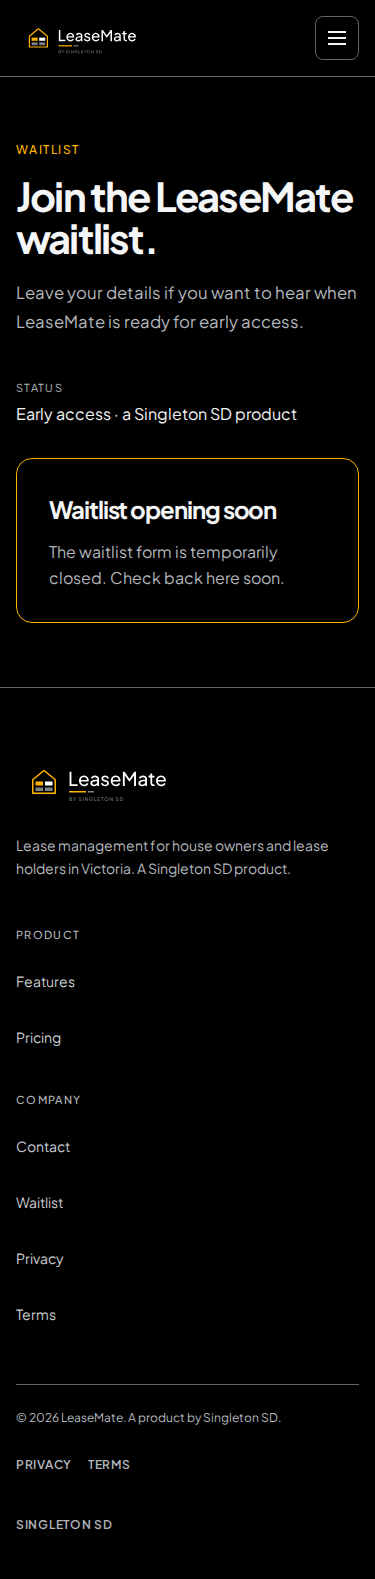 LeaseMate
BY SINGLETON SD
WAITLIST
Join the LeaseMate
waitlist.
Leave your details if you want to hear when
LeaseMate is ready for early access.
STATUS
Early access · a Singleton SD product
Waitlist opening soon
The waitlist form is temporarily
closed. Check back here soon.
LeaseMate
BY SINGLETON SD
Lease management for house owners and lease
holders in Victoria. A Singleton SD product.
PRODUCT
Features
Pricing
COMPANY
Contact
Waitlist
Privacy
Terms
© 2026 LeaseMate. A product by Singleton SD.
PRIVACY TERMS
SINGLETON SD